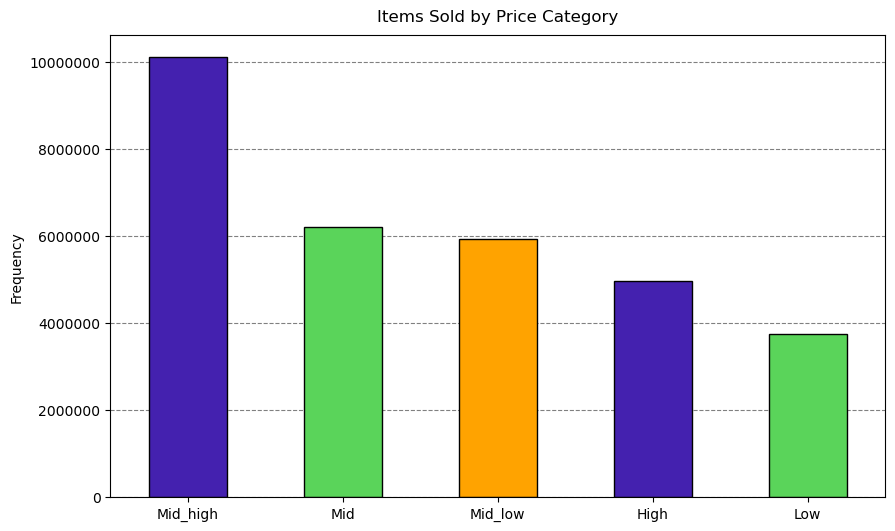 Items Sold by Price Category
Frequency
10000000
8000000
6000000
4000000
2000000
0
Mid_high Mid Mid_low High Low